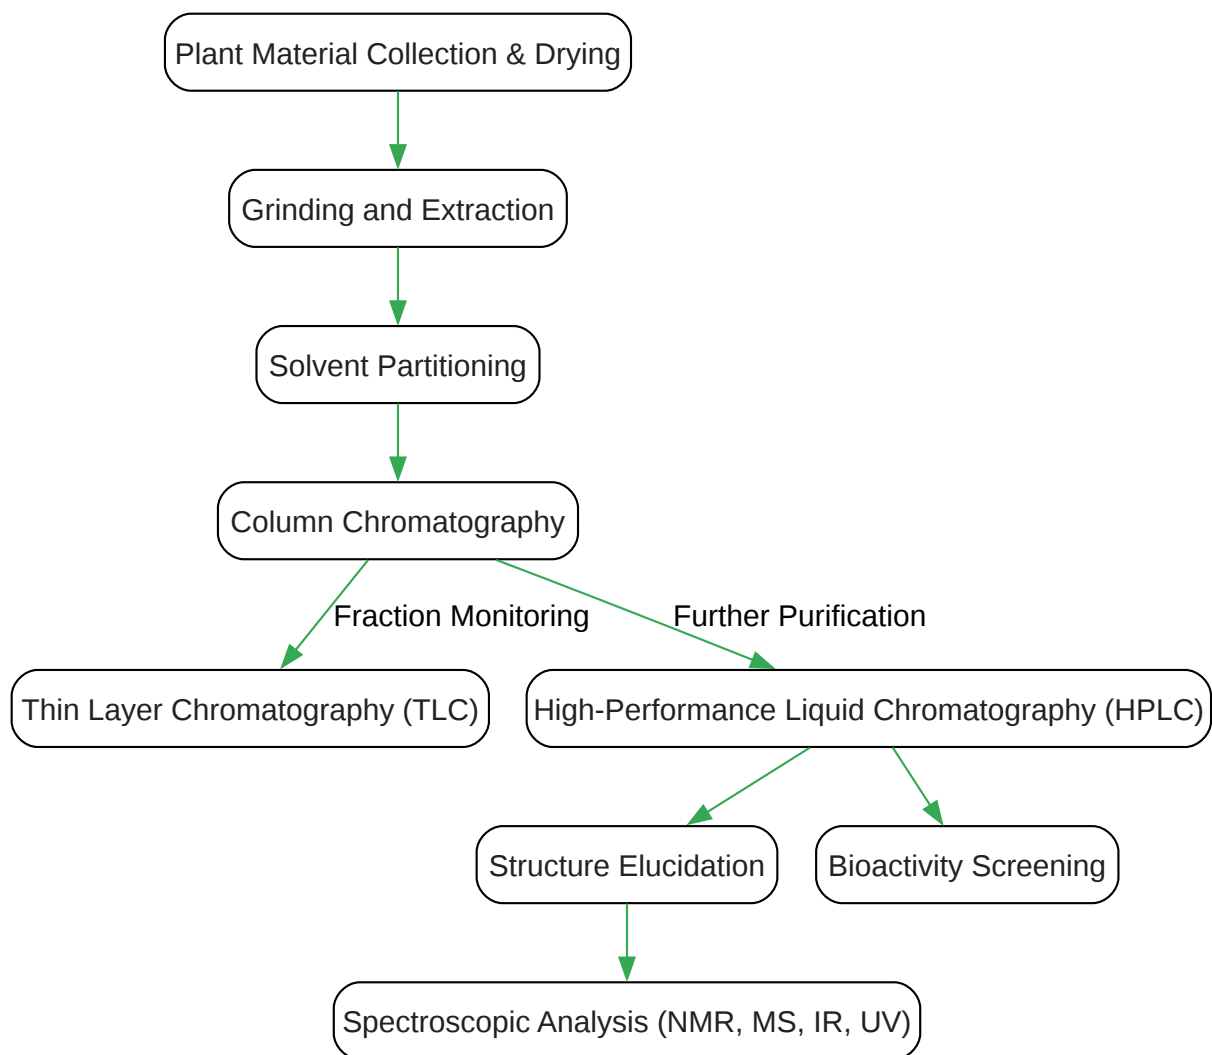 Plant Material Collection & Drying
Grinding and Extraction
Solvent Partitioning
Column Chromatography
Fraction Monitoring
Further Purification
Thin Layer Chromatography (TLC)
High-Performance Liquid Chromatography (HPLC)
Structure Elucidation
Bioactivity Screening
Spectroscopic Analysis (NMR, MS, IR, UV)